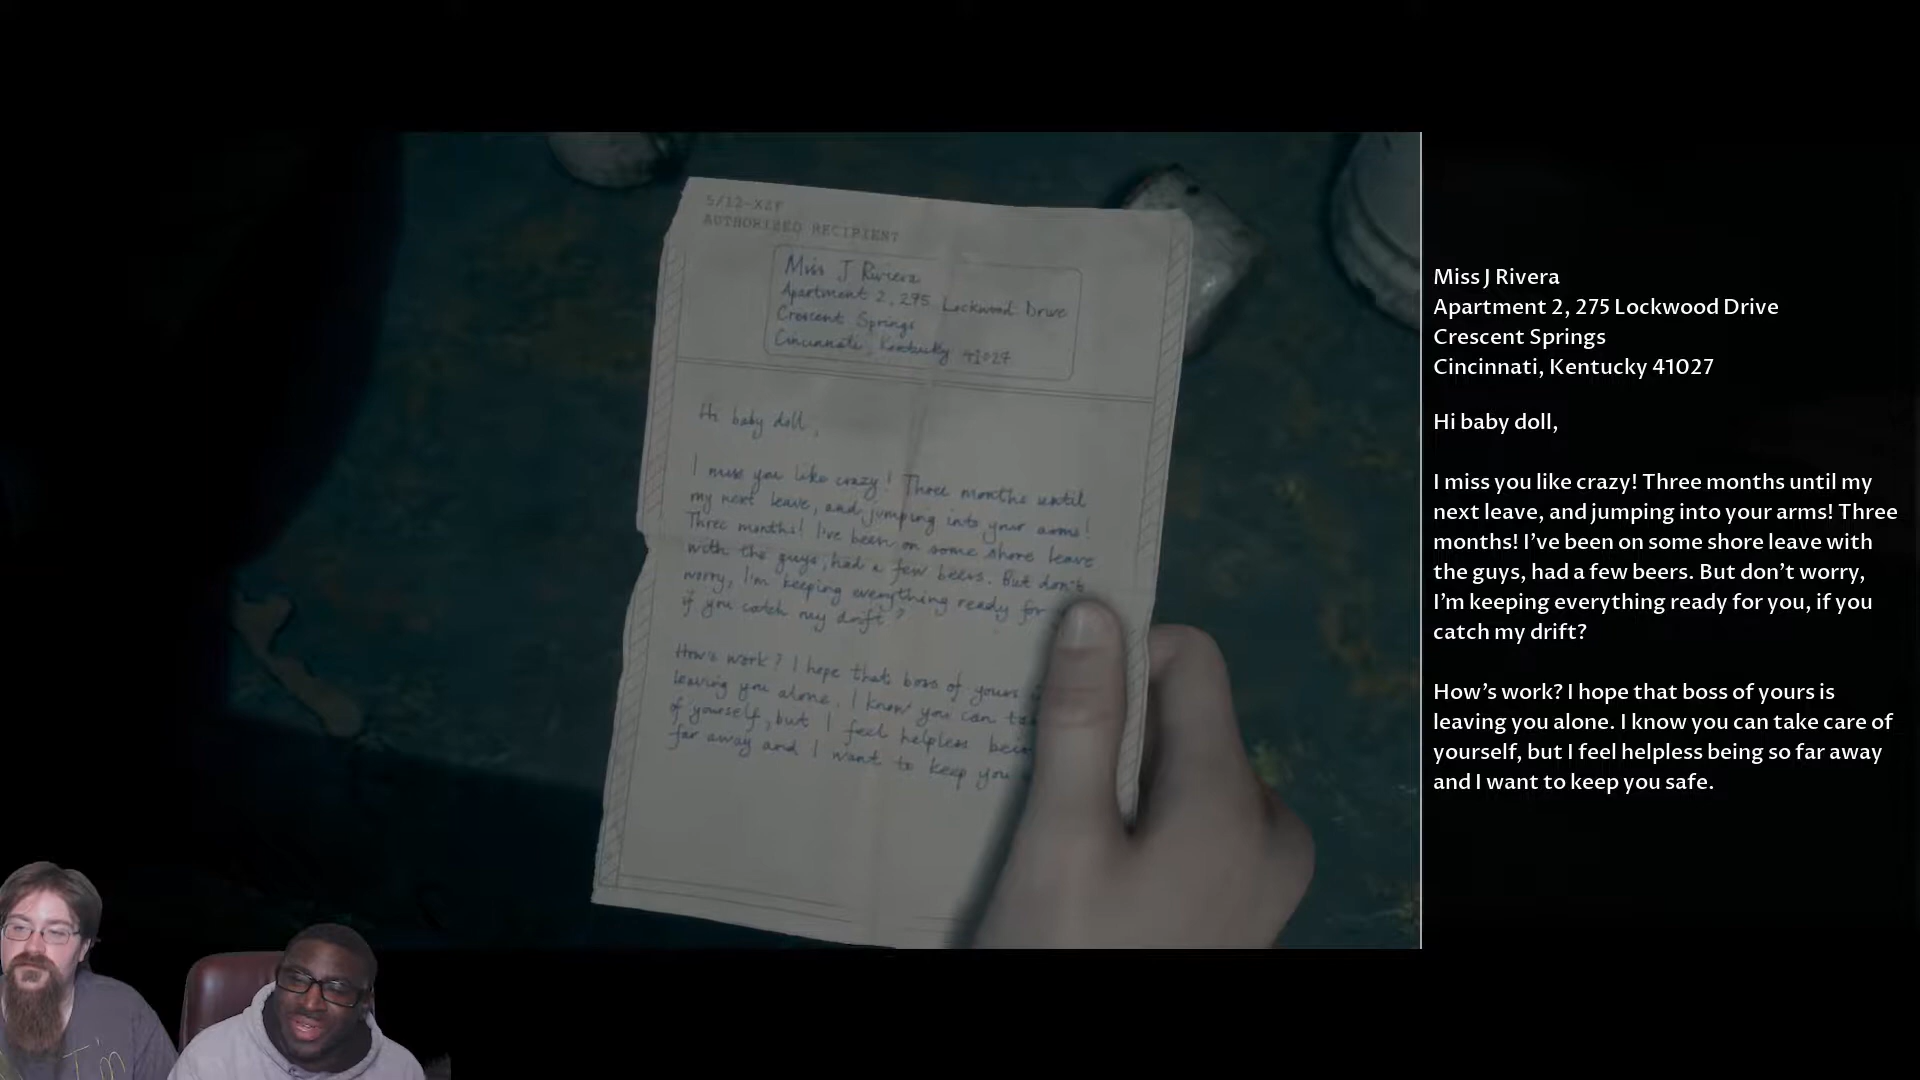 5/12-XZF
AUTHORIZED RECIPIENT
Miss J Rivera
Apartment 2, 275 Lockwood Drive
Crescent Springs
Cincinnati, Kentucky 41027
Hi baby doll,
I miss you like crazy! Three months until
my next leave, and jumping into your arms!
Three months! I've been on some shore leave
with the guys, had a few beers. But don't
worry, I'm keeping everything ready for
if you catch my drift?
How's work? I hope that boss of yours
leaving you alone. I know you can
of yourself, but I feel helpless
far away and I want to keep you
Miss J Rivera
Apartment 2, 275 Lockwood Drive
Crescent Springs
Cincinnati, Kentucky 41027
Hi baby doll,
I miss you like crazy! Three months until my
next leave, and jumping into your arms! Three
months! I've been on some shore leave with
the guys, had a few beers. But don't worry,
I'm keeping everything ready for you, if you
catch my drift?
How's work? I hope that boss of yours is
leaving you alone. I know you can take care of
yourself, but I feel helpless being so far away
and I want to keep you safe.
I'm